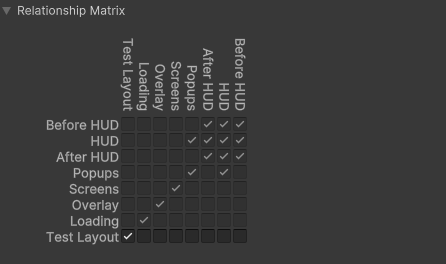 Relationship Matrix
Test Layout
Loading
Overlay
Screens
Popups
After HUD
HUD
Before HUD
Before HUD
HUD
After HUD
Popups
Screens
Overlay
Loading
Test Layout